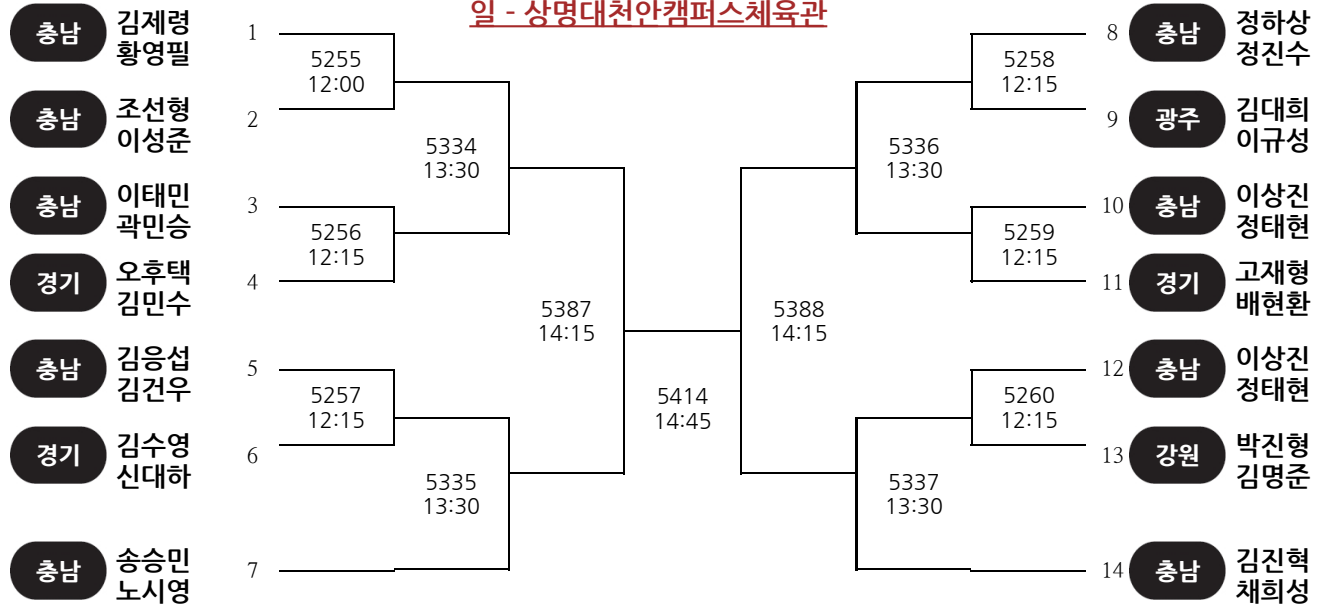 일 - 상명대천안캠퍼스체육관
충남 김제령 황영필 1
5255
12:00
충남 조선형 이성준 2
5334
13:30
충남 이태민 곽민승 3
5256
12:15
경기 오후택 김민수 4
5387
14:15
충남 김응섭 김건우 5
5257
12:15
경기 김수영 신대하 6
5335
13:30
충남 송승민 노시영 7
5414
14:45
8 충남 정하상 정진수
5258
12:15
9 광주 김대희 이규성
5336
13:30
10 충남 이상진 정태현
5259
12:15
11 경기 고재형 배현환
5388
14:15
12 충남 이상진 정태현
5260
12:15
13 강원 박진형 김명준
5337
13:30
14 충남 김진혁 채희성